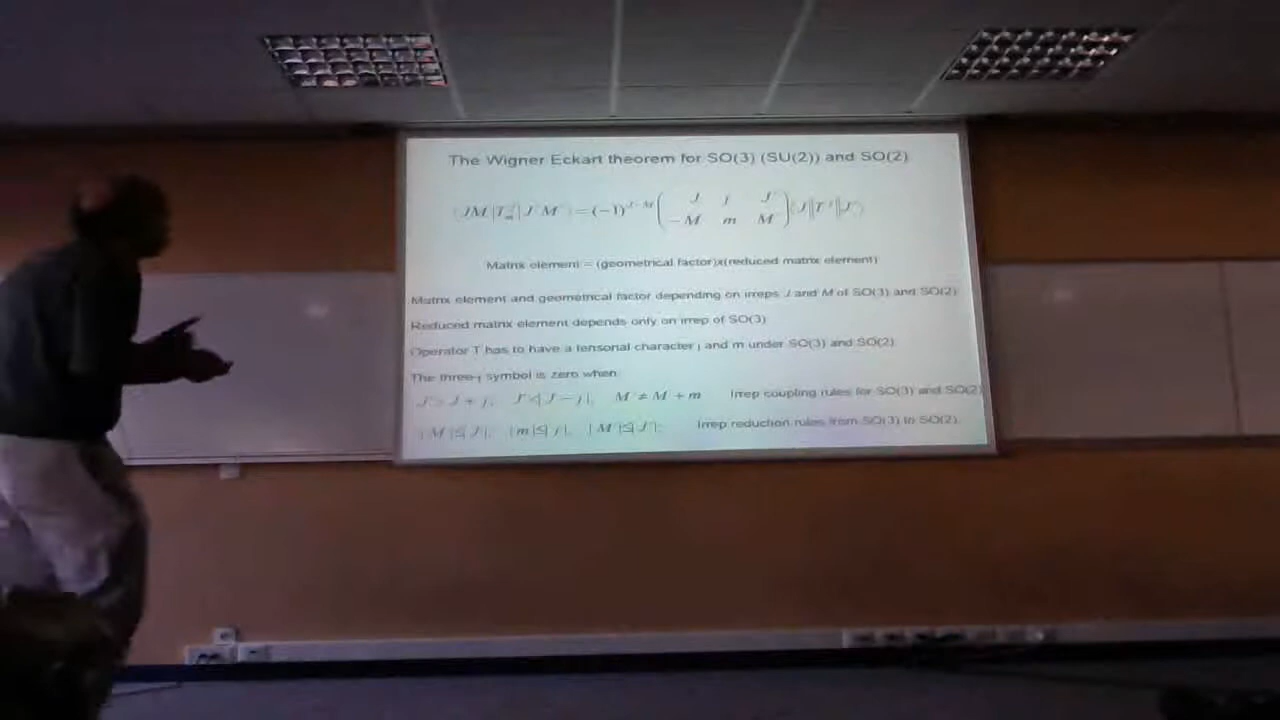 The Wigner Eckart theorem for SO(3) (SU(2)) and SO(2)
⟨JM|T^j_m|J'M'⟩=(−1)^{J−M}( J j J' ; −M m M' )⟨J||T^j||J'⟩
Matrix element = (geometrical factor)x(reduced matrix element)
Matrix element and geometrical factor depending on irreps J and M of SO(3) and SO(2)
Reduced matrix element depends only on irrep of SO(3)
Operator T has to have a tensorial character j and m under SO(3) and SO(2)
The three-j symbol is zero when
J + j, |J − j|, M + m Irrep coupling rules for SO(3) and SO(2)
|M|≤|J|, |m|≤|j|, |M'|≤|J'|; Irrep reduction rules from SO(3) to SO(2)